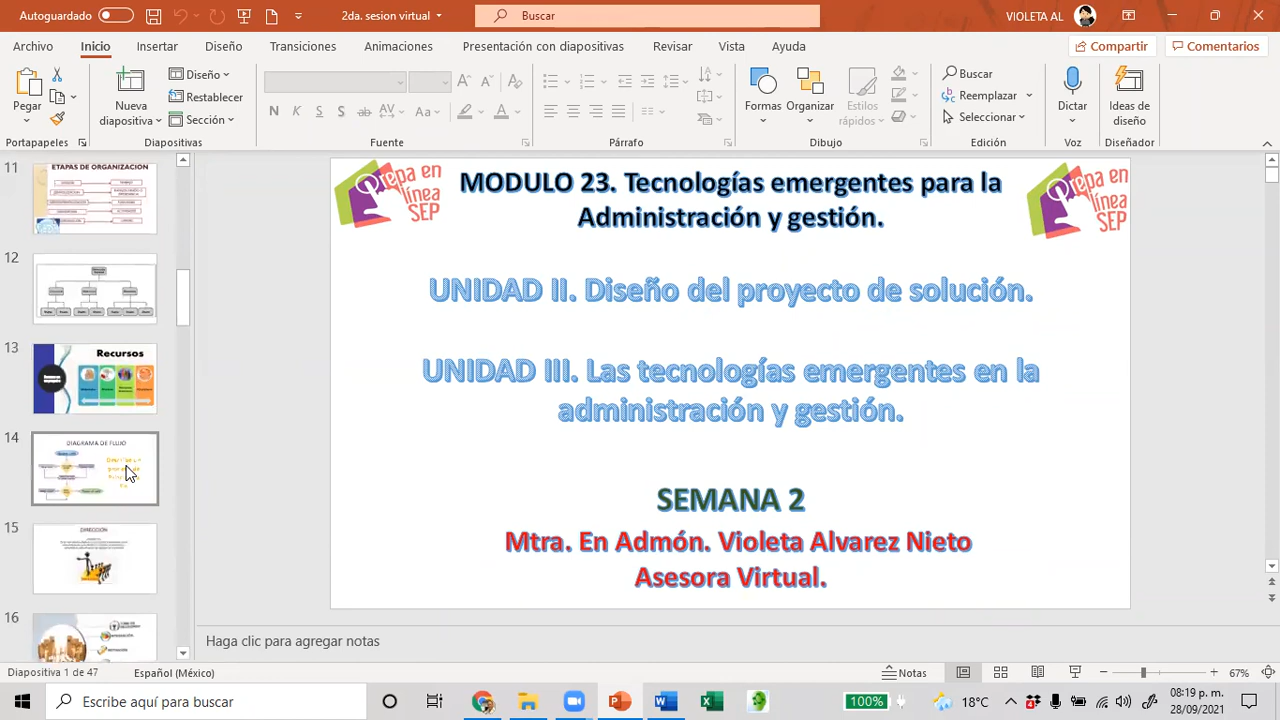 Autoguardado
2da. sesion virtual
Buscar
VIOLETA AL
Archivo Inicio Insertar Diseño Transiciones Animaciones Presentación con diapositivas Revisar Vista Ayuda
Compartir Comentarios
Pegar
Nueva diapositiva
Diseño
Restablecer
Sección
N K S S ab AV Aa A
Formas Organizar Estilos rápidos
Buscar
Reemplazar
Seleccionar
Dictar
Ideas de diseño
Portapapeles Diapositivas Fuente Párrafo Dibujo Edición Voz Diseñador
11
ETAPAS DE ORGANIZACION
12
13
Recursos
14
DIAGRAMA DE FLUJO
15
DIRECCIÓN
16
Prepa en línea SEP
MODULO 23. Tecnologías emergentes para la
Administración y gestión.
Prepa en línea SEP
UNIDAD II. Diseño del proyecto de solución.
UNIDAD III. Las tecnologías emergentes en la
administración y gestión.
SEMANA 2
Mtra. En Admón. Violeta Alvarez Nieto
Asesora Virtual.
Haga clic para agregar notas
Diapositiva 1 de 47 Español (México)
Notas
67%
Escribe aquí para buscar
100%
18°C
08:19 p. m.
28/09/2021